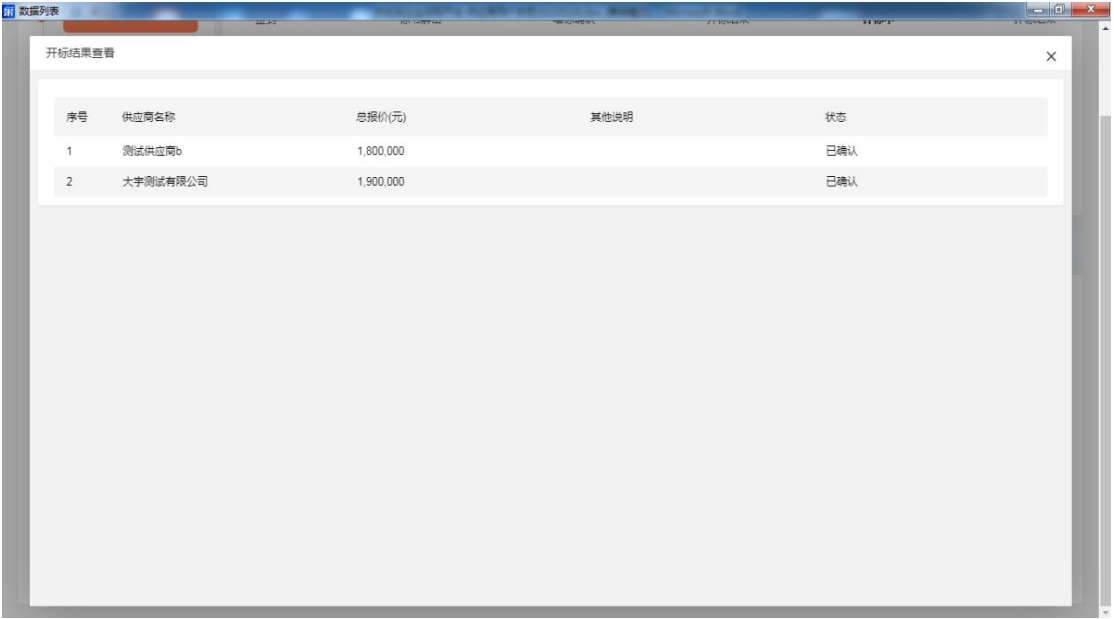 数据列表
开标结果查看
序号 供应商名称 总报价(元) 其他说明 状态
1 测试供应商b 1,800,000 已确认
2 大宇测试有限公司 1,900,000 已确认